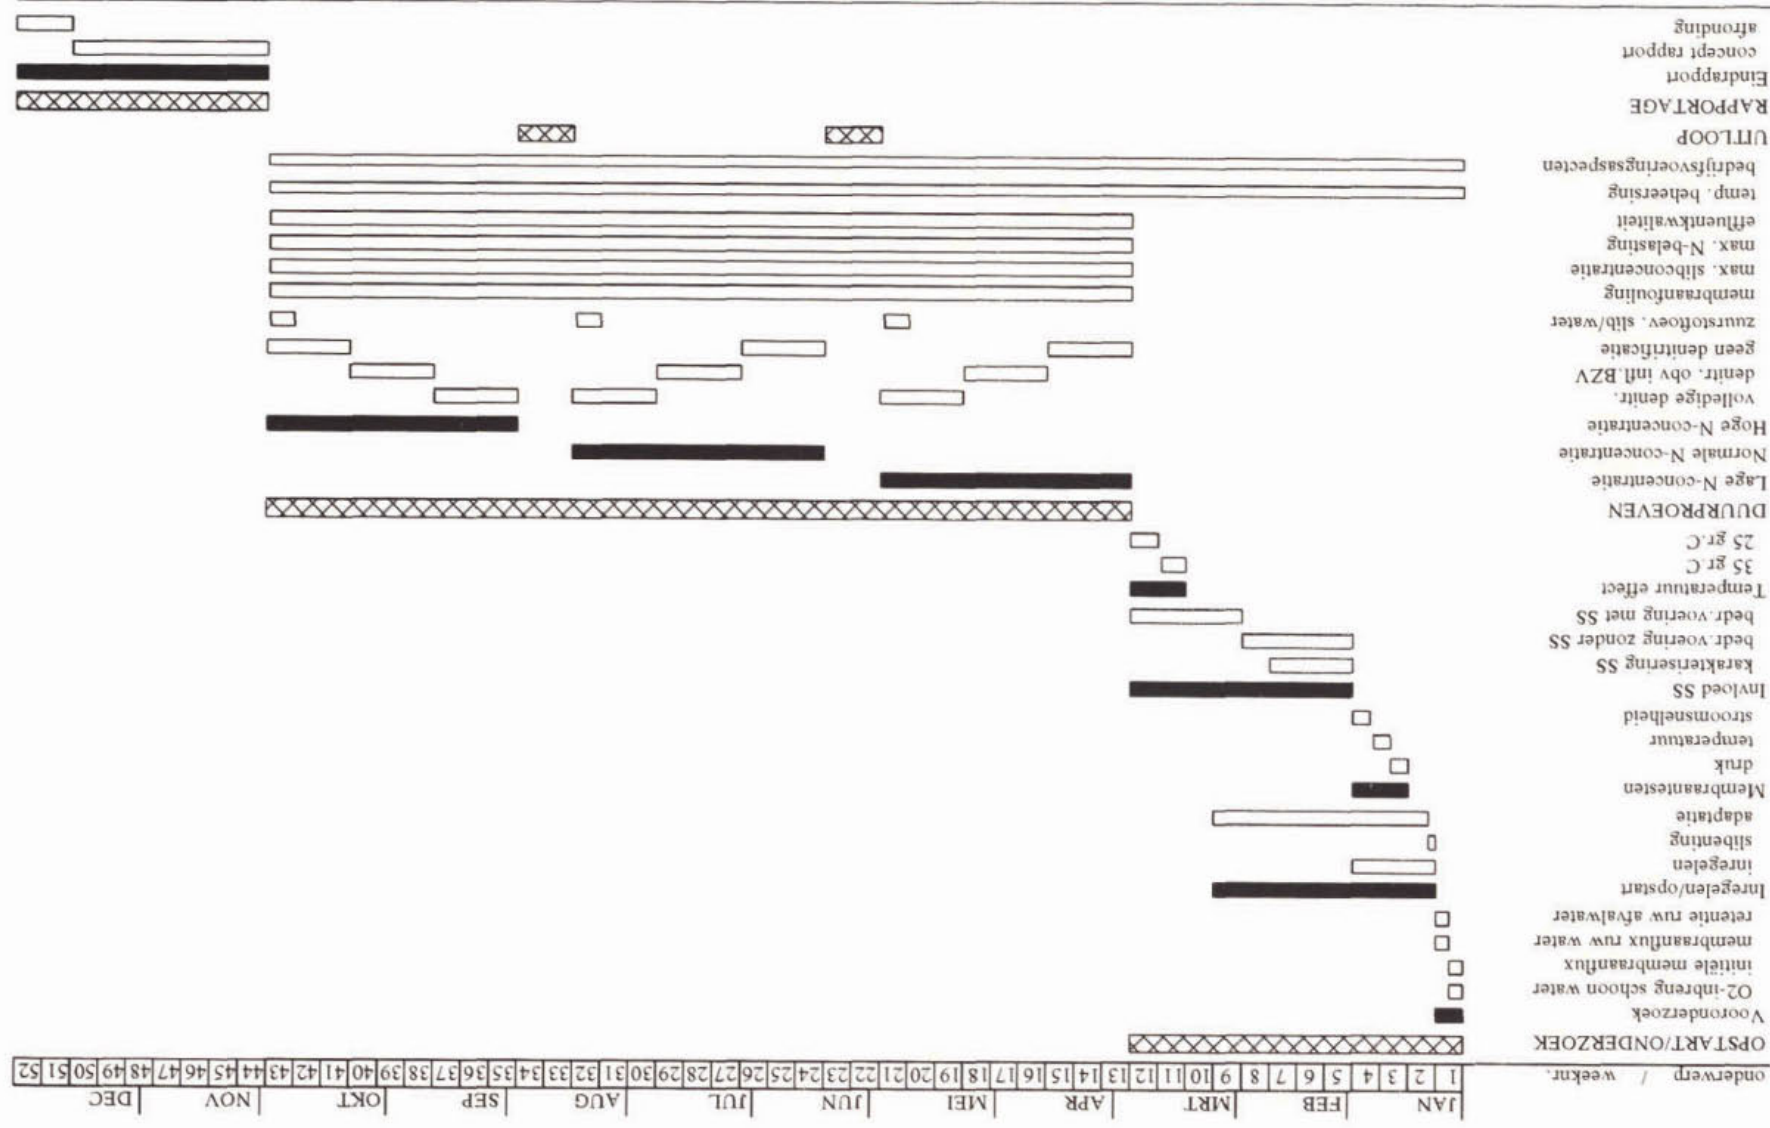 JAN FEB MRT APR MEI JUN JUL AUG SEP OKT NOV DEC
onderwerp / weeknr. 1 2 3 4 5 6 7 8 9 10 11 12 13 14 15 16 17 18 19 20 21 22 23 24 25 26 27 28 29 30 31 32 33 34 35 36 37 38 39 40 41 42 43 44 45 46 47 48 49 50 51 52
OPSTART/ONDERZOEK
Vooronderzoek
O2-inbreng schoon water
initiële membraanflux
membraanflux ruw water
retentie ruw afvalwater
Inregelen/opstart
inregelen
slibenting
adaptatie
Membraantesten
druk
temperatuur
stroomsnelheid
Invloed SS
karakterisering SS
bedr.voering zonder SS
bedr.voering met SS
Temperatuur effect
35 gr.C
25 gr.C
DUURPROEVEN
Lage N-concentratie
Normale N-concentratie
Hoge N-concentratie
volledige denitr.
denitr. obv infl.BZV
geen denitrificatie
zuurstoftoev. slib/water
membraanfouling
max. slibconcentratie
max. N-belasting
effluentkwaliteit
temp. beheersing
bedrijfsvoeringsaspecten
UITLOOP
RAPPORTAGE
Eindrapport
concept rapport
afronding